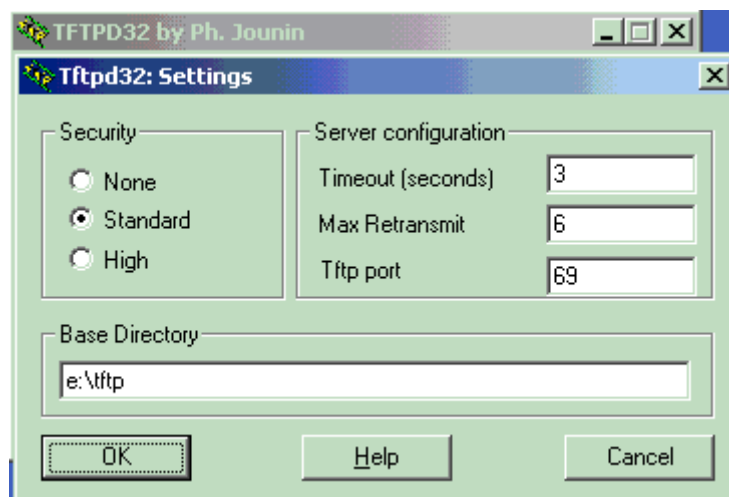 TFTPD32 by Ph. Jounin
Tftpd32: Settings
Security
None
Standard
High
Server configuration
Timeout (seconds) 3
Max Retransmit 6
Tftp port 69
Base Directory
e:\tftp
OK Help Cancel